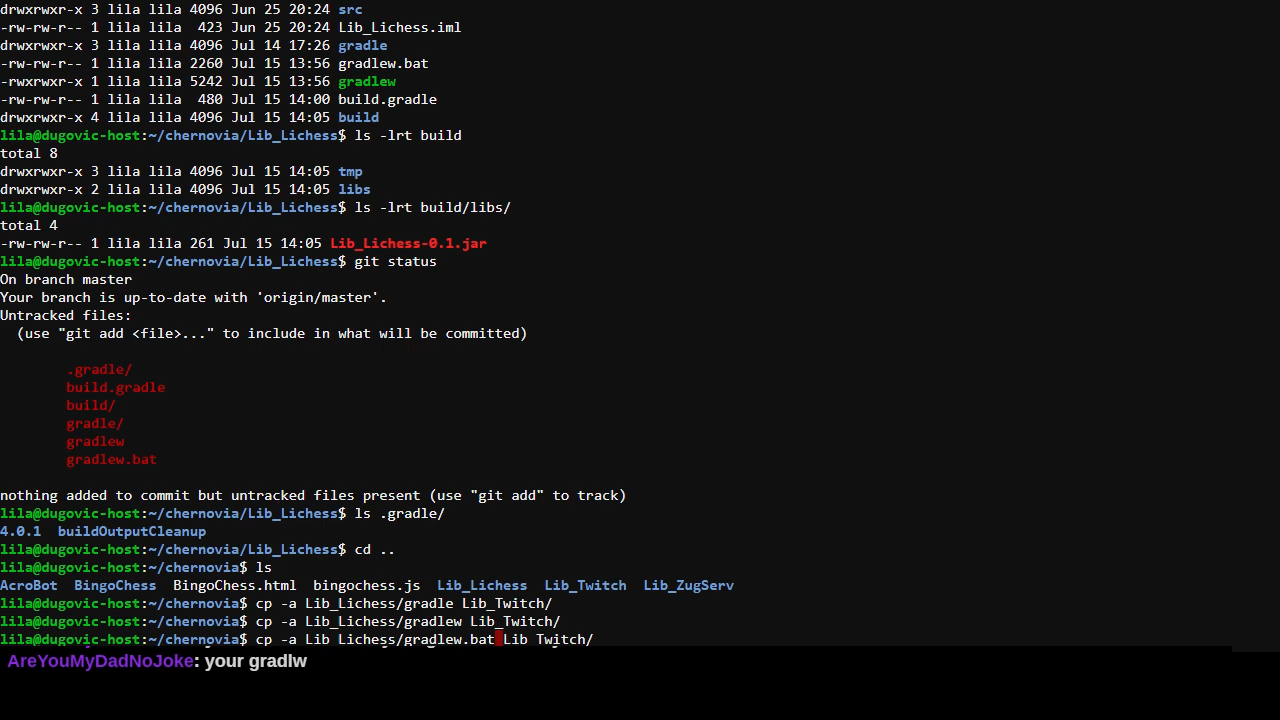 drwxrwxr-x 3 lila lila 4096 Jun 25 20:24 src
-rw-rw-r-- 1 lila lila  423 Jun 25 20:24 Lib_Lichess.iml
drwxrwxr-x 3 lila lila 4096 Jul 14 17:26 gradle
-rw-rw-r-- 1 lila lila 2260 Jul 15 13:56 gradlew.bat
-rwxrwxr-x 1 lila lila 5242 Jul 15 13:56 gradlew
-rw-rw-r-- 1 lila lila  480 Jul 15 14:00 build.gradle
drwxrwxr-x 4 lila lila 4096 Jul 15 14:05 build
lila@dugovic-host:~/chernovia/Lib_Lichess$ ls -lrt build
total 8
drwxrwxr-x 3 lila lila 4096 Jul 15 14:05 tmp
drwxrwxr-x 2 lila lila 4096 Jul 15 14:05 libs
lila@dugovic-host:~/chernovia/Lib_Lichess$ ls -lrt build/libs/
total 4
-rw-rw-r-- 1 lila lila 261 Jul 15 14:05 Lib_Lichess-0.1.jar
lila@dugovic-host:~/chernovia/Lib_Lichess$ git status
On branch master
Your branch is up-to-date with 'origin/master'.
Untracked files:
  (use "git add <file>..." to include in what will be committed)
        .gradle/
        build.gradle
        build/
        gradle/
        gradlew
        gradlew.bat
nothing added to commit but untracked files present (use "git add" to track)
lila@dugovic-host:~/chernovia/Lib_Lichess$ ls .gradle/
4.0.1  buildOutputCleanup
lila@dugovic-host:~/chernovia/Lib_Lichess$ cd ..
lila@dugovic-host:~/chernovia$ ls
AcroBot  BingoChess  BingoChess.html  bingochess.js  Lib_Lichess  Lib_Twitch  Lib_ZugServ
lila@dugovic-host:~/chernovia$ cp -a Lib_Lichess/gradle Lib_Twitch/
lila@dugovic-host:~/chernovia$ cp -a Lib_Lichess/gradlew Lib_Twitch/
lila@dugovic-host:~/chernovia$ cp -a Lib_Lichess/gradlew.bat Lib_Twitch/
AreYouMyDadNoJoke: your gradlw